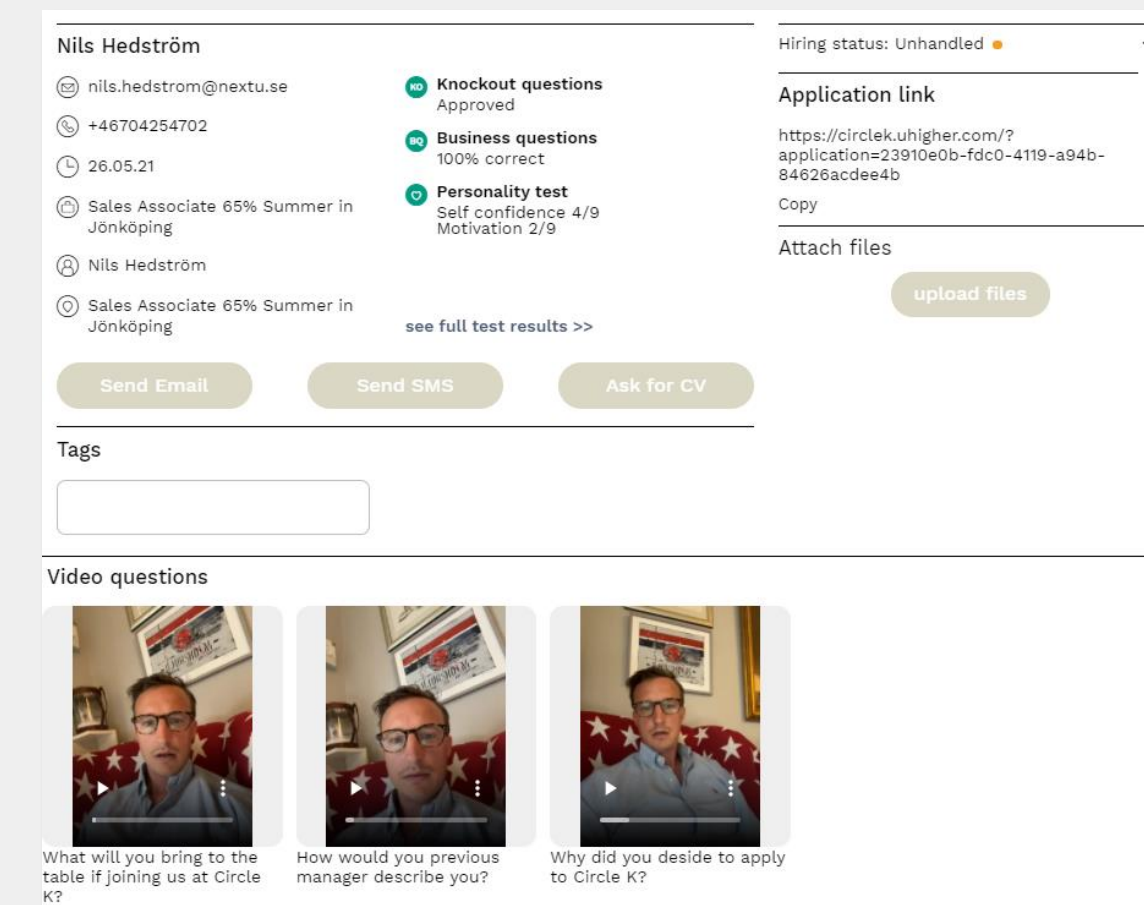 Nils Hedström
nils.hedstrom@nextu.se
+46704254702
26.05.21
Sales Associate 65% Summer in
Jönköping
Nils Hedström
Sales Associate 65% Summer in
Jönköping
KO Knockout questions
Approved
BQ Business questions
100% correct
Personality test
Self confidence 4/9
Motivation 2/9
see full test results >>
Send Email
Send SMS
Ask for CV
Hiring status: Unhandled
Application link
https://circlek.uhigher.com/?
application=23910e0b-fdc0-4119-a94b-
84626acdee4b
Copy
Attach files
upload files
Tags
Video questions
What will you bring to the
table if joining us at Circle
K?
How would you previous
manager describe you?
Why did you deside to apply
to Circle K?